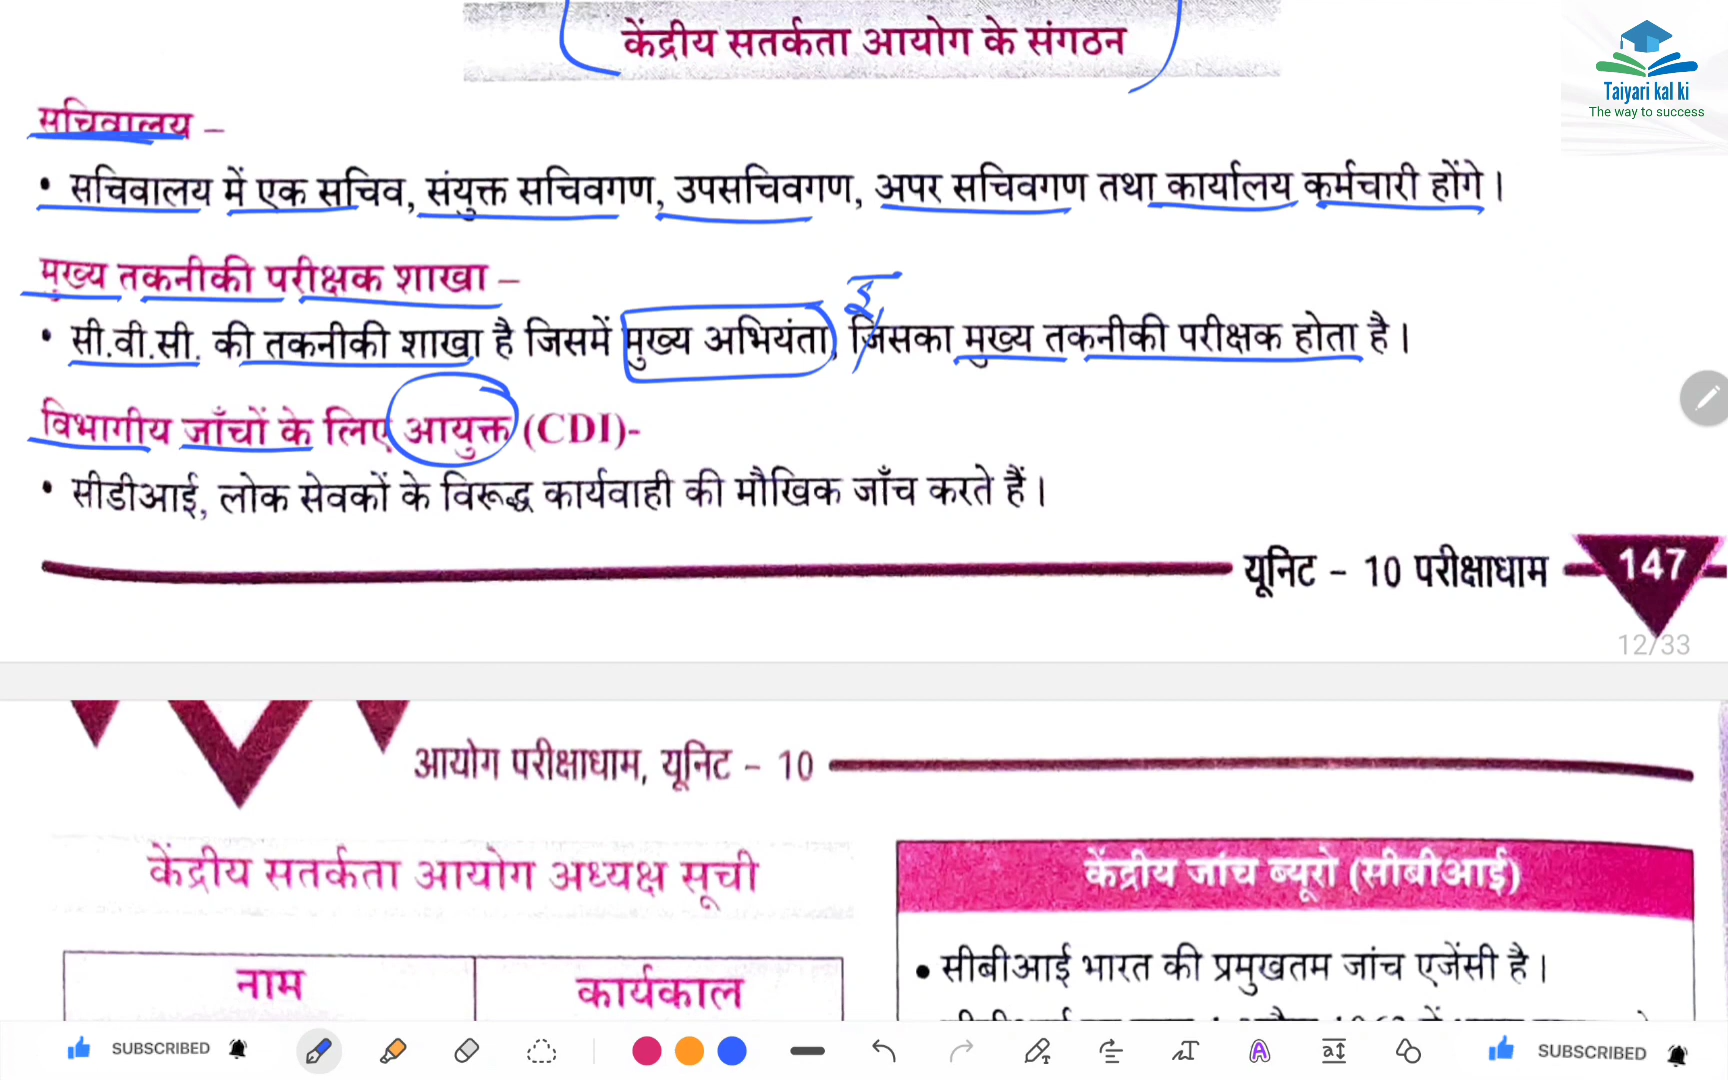 केंद्रीय सतर्कता आयोग के संगठन
Taiyari kal ki
The way to success
सचिवालय –
• सचिवालय में एक सचिव, संयुक्त सचिवगण, उपसचिवगण, अपर सचिवगण तथा कार्यालय कर्मचारी होंगे।
मुख्य तकनीकी परीक्षक शाखा –
• सी.वी.सी. की तकनीकी शाखा है जिसमें मुख्य अभियंता, जिसका मुख्य तकनीकी परीक्षक होता है।
इ
विभागीय जाँचों के लिए आयुक्त (CDI)-
• सीडीआई, लोक सेवकों के विरूद्ध कार्यवाही की मौखिक जाँच करते हैं।
यूनिट – 10 परीक्षाधाम
147
12/33
आयोग परीक्षाधाम, यूनिट – 10
केंद्रीय सतर्कता आयोग अध्यक्ष सूची
नाम
कार्यकाल
केंद्रीय जांच ब्यूरो (सीबीआई)
• सीबीआई भारत की प्रमुखतम जांच एजेंसी है।
SUBSCRIBED
SUBSCRIBED